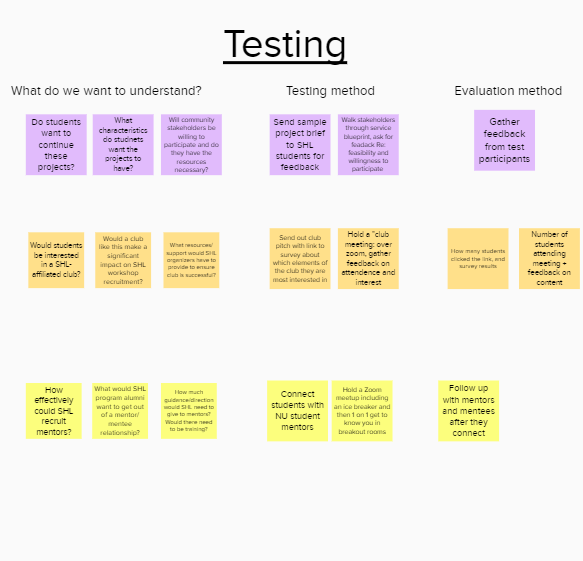 Testing
What do we want to understand?
Testing method
Evaluation method
Do students
want to
continue
these
projects?
What
characteristics
do studnets
want the
projects to
have?
Will community
stakeholders be
willing to
participate and do
they have the
resources
necessary?
Send sample
project brief
to SHL
students for
feedback
Walk stakeholders
through service
blueprint, ask for
feadack Re:
feasibility and
willingness to
participate
Gather
feedback
from test
participants
Would students
be interested
in a SHL-
affiliated club?
Would a club
like this make a
significant
impact on SHL
workshop
recruitment?
What resources/
support would SHL
organizers have to
provide to ensure
club is successful?
Send out club
pitch with link to
survey about
which elements of
the club they are
most interested in
Hold a "club
meeting: over
zoom, gather
feedback on
attendence and
interest
How many students
clicked the link, and
survey results
Number of
students
attending
meeting +
feedback on
content
How
effectively
could SHL
recruit
mentors?
What would SHL
program alumni
want to get out
of a mentor/
mentee
relationship?
How much
guidence/direction
would SHL need to
give to mentors?
Would there need
to be training?
Connect
students with
NU student
mentors
Hold a Zoom
meetup including
an ice breaker and
then 1 on 1 get to
know you in
breakout rooms
Follow up
with mentors
and mentees
after they
connect